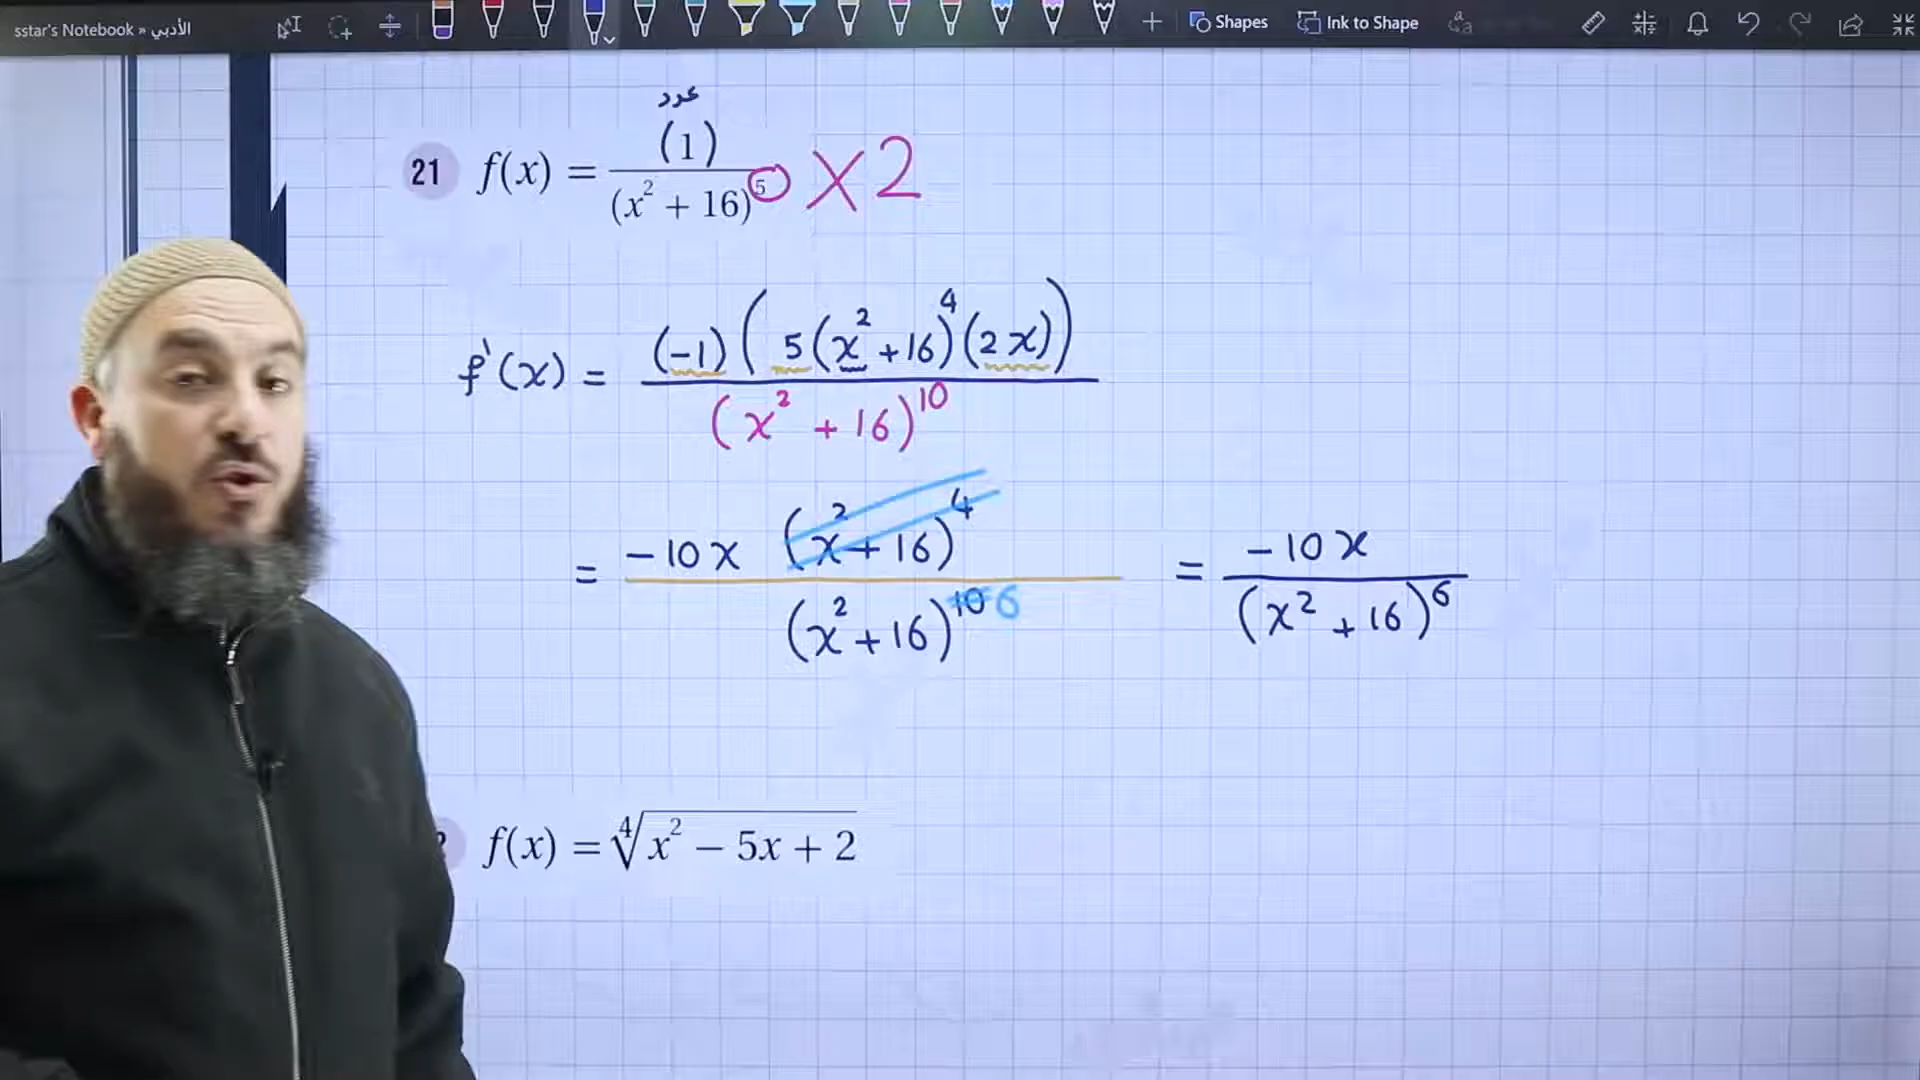 sstar's Notebook » الأدبي
Shapes
Ink to Shape
عدد
21 f(x) = (1) / (x² + 16)⁵ × 2
f'(x) = (-1)(5(x² + 16)⁴(2x)) / (x² + 16)¹⁰
= -10x (x² + 16)⁴ / (x² + 16)¹⁰ 6 = -10x / (x² + 16)⁶
f(x) = ∜(x² − 5x + 2)